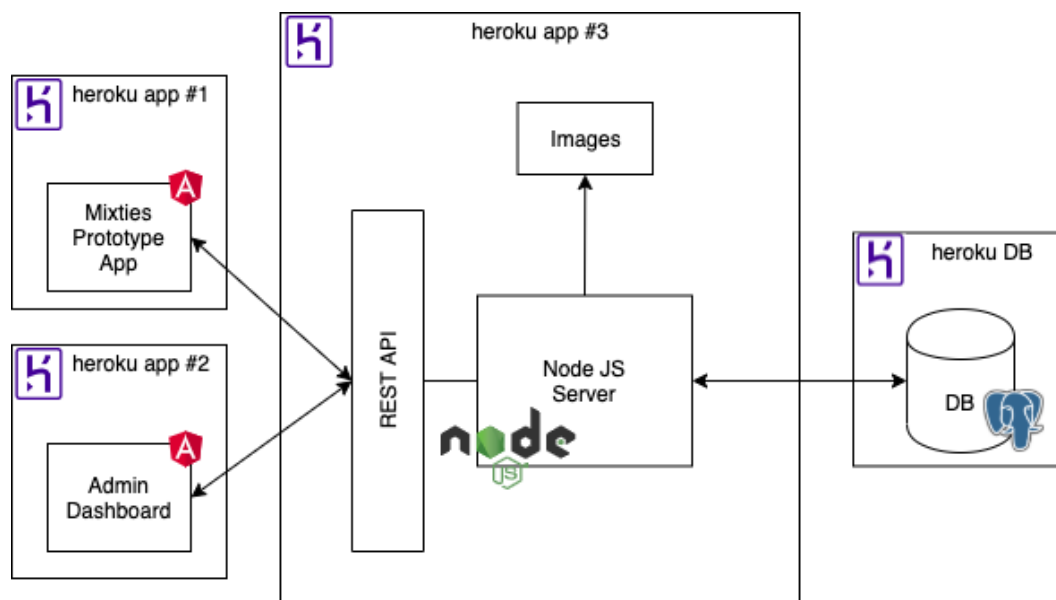 heroku app #3
heroku app #1
Mixties
Prototype
App
heroku app #2
Admin
Dashboard
REST API
Images
Node JS
Server
node
JS
heroku DB
DB